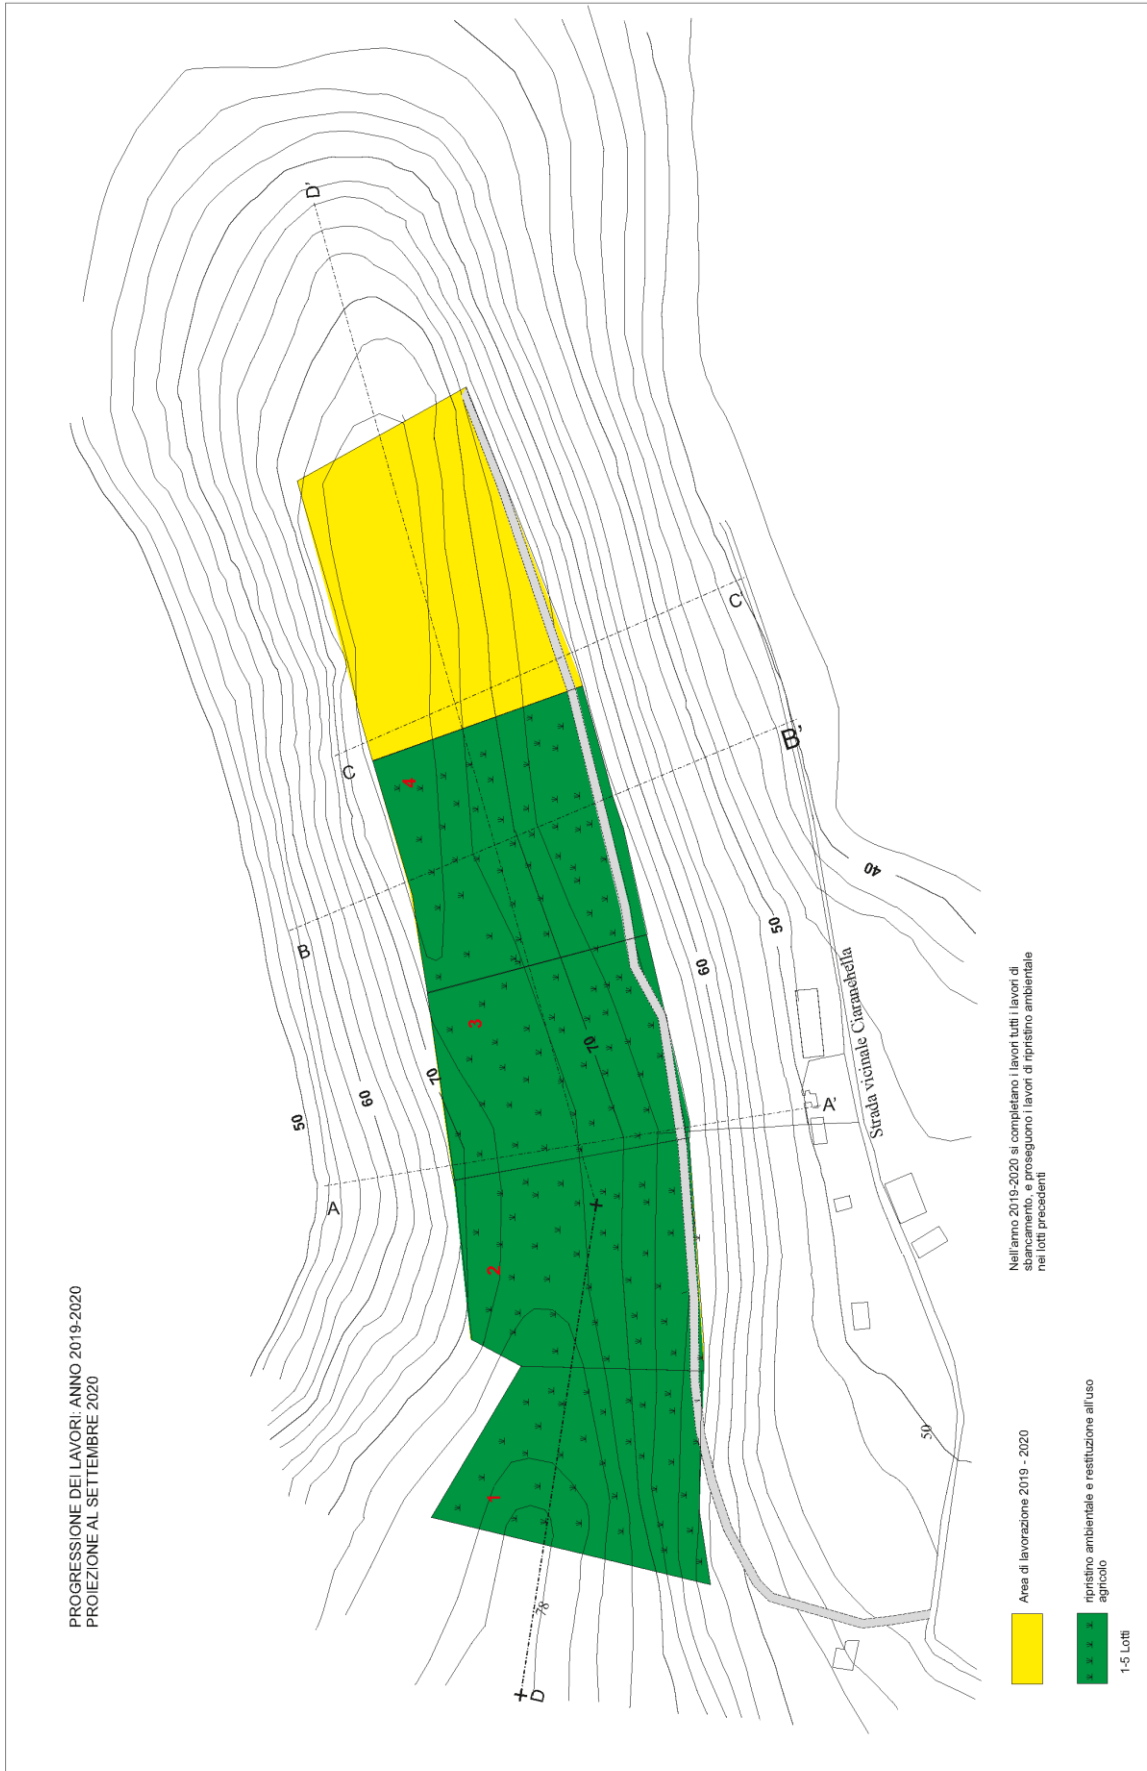 PROGRESSIONE DEI LAVORI: ANNO 2019-2020
PROIEZIONE AL SETTEMBRE 2020
50
60
70
A
B
C
D'
1
2
3
4
70
78
D
60
50
40
A'
B'
C'
Strada vicinale Ciaramella
50
Nell'anno 2019-2020 si completano i lavori tutti i lavori di
sbancamento, e proseguono i lavori di ripristino ambientale
nei lotti precedenti
Area di lavorazione 2019 - 2020
ripristino ambientale e restituzione all'uso
agricolo
1-5 Lotti